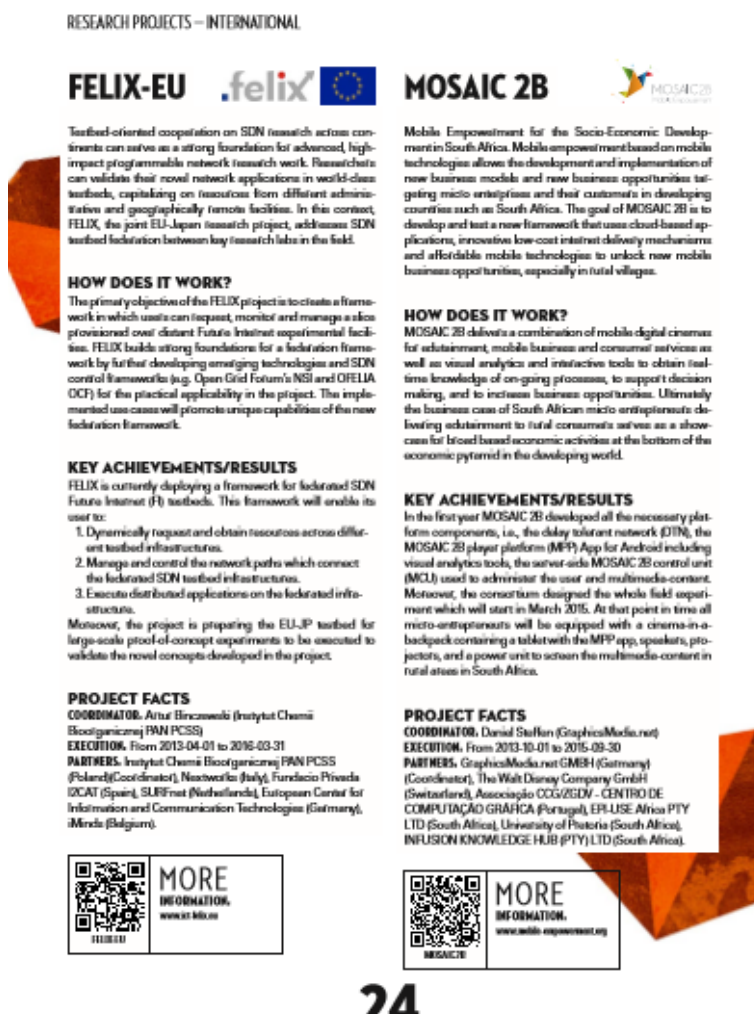 RESEARCH PROJECTS – INTERNATIONAL
FELIX-EU
.felix
Testbed-oriented cooperation on SDN research across con-
tinents can serve as a strong foundation for advanced, high-
impact programmable network research work. Researchers
can validate their novel network applications in world-class
testbeds, capitalizing on resources from different adminis-
trative and geographically remote facilities. In this context,
FELIX, the joint EU-Japan research project, addresses SDN
testbed federation between key research labs in the field.
HOW DOES IT WORK?
The primary objective of the FELIX project is to create a frame-
work in which users can request, monitor and manage a slice
provisioned over distant Future Internet experimental facili-
ties. FELIX builds strong foundations for a federation frame-
work by further developing emerging technologies and SDN
control frameworks (e.g. Open Grid Forum's NSI and OFELIA
OCF) for the practical applicability in the project. The imple-
mented use cases will promote unique capabilities of the new
federation framework.
KEY ACHIEVEMENTS/RESULTS
FELIX is currently deploying a framework for federated SDN
Future Internet (FI) testbeds. This framework will enable its
user to:
1. Dynamically request and obtain resources across differ-
ent testbed infrastructures.
2. Manage and control the network paths which connect
the federated SDN testbed infrastructures.
3. Execute distributed applications on the federated infra-
structure.
Moreover, the project is preparing the EU-JP testbed for
large-scale proof-of-concept experiments to be executed to
validate the novel concepts developed in the project.
PROJECT FACTS
COORDINATOR. Artur Binczewski (Instytut Chemii
Bioorganicznej PAN PCSS)
EXECUTION. From 2013-04-01 to 2016-03-31
PARTNERS. Instytut Chemii Bioorganicznej PAN PCSS
(Poland)(Coordinator), Nextworks (Italy), Fundacio Privada
I2CAT (Spain), SURFnet (Netherlands), European Center for
Information and Communication Technologies (Germany),
iMinds (Belgium).
FELIX-EU
MORE
INFORMATION.
www.ict-felix.eu
MOSAIC 2B
MOSAIC2B
Mobile Empowerment for the Socio-Economic Develop-
ment in South Africa. Mobile empowerment based on mobile
technologies allows the development and implementation of
new business models and new business opportunities tar-
geting micro enterprises and their customers in developing
countries such as South Africa. The goal of MOSAIC 2B is to
develop and test a new framework that uses cloud-based ap-
plications, innovative low-cost internet delivery mechanisms
and affordable mobile technologies to unlock new mobile
business opportunities, especially in rural villages.
HOW DOES IT WORK?
MOSAIC 2B delivers a combination of mobile digital cinemas
for edutainment, mobile business and consumer services as
well as visual analytics and interactive tools to obtain real-
time knowledge of on-going processes, to support decision
making, and to increase business opportunities. Ultimately
the business case of South African micro entrepreneurs de-
livering edutainment to rural consumers serves as a show-
case for broad based economic activities at the bottom of the
economic pyramid in the developing world.
KEY ACHIEVEMENTS/RESULTS
In the first year MOSAIC 2B developed all the necessary plat-
form components, i.e., the delay tolerant network (DTN), the
MOSAIC 2B player platform (MPP) App for Android including
visual analytics tools, the server-side MOSAIC 2B control unit
(MCU) used to administer the user and multimedia-content.
Moreover, the consortium designed the whole field experi-
ment which will start in March 2015. At that point in time all
micro-entrepreneurs will be equipped with a cinema-in-a-
backpack containing a tablet with the MPP app, speakers, pro-
jectors, and a power unit to screen the multimedia-content in
rural areas in South Africa.
PROJECT FACTS
COORDINATOR. Daniel Steffen (GraphicsMedia.net)
EXECUTION. From 2013-10-01 to 2015-09-30
PARTNERS. GraphicsMedia.net GMBH (Germany)
(Coordinator), The Walt Disney Company GmbH
(Switzerland), Associação CCG/ZGDV - CENTRO DE
COMPUTAÇÃO GRÁFICA (Portugal), EPI-USE Africa PTY
LTD (South Africa), University of Pretoria (South Africa),
INFUSION KNOWLEDGE HUB (PTY) LTD (South Africa).
MOSAIC2B
MORE
INFORMATION.
www.mobile-empowerment.org
24